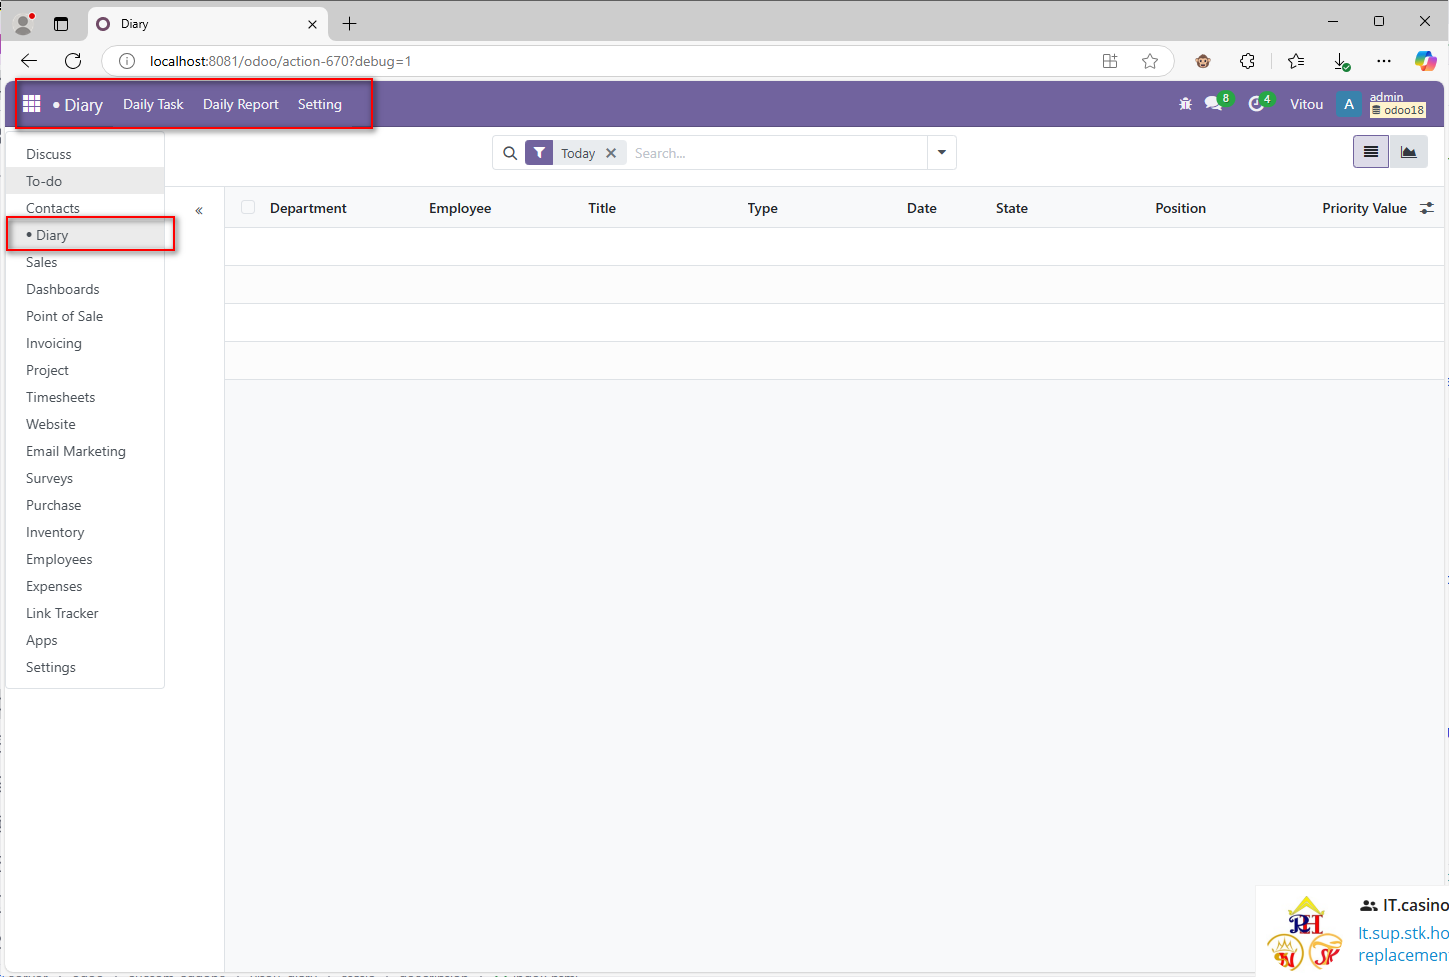 Diary
localhost:8081/odoo/action-670?debug=1
• Diary Daily Task Daily Report Setting
8 4 Vitou A admin
odoo18
Today Search...
Discuss
To-do
Contacts
• Diary
Sales
Dashboards
Point of Sale
Invoicing
Project
Timesheets
Website
Email Marketing
Surveys
Purchase
Inventory
Employees
Expenses
Link Tracker
Apps
Settings
«
Department Employee Title Type Date State Position Priority Value
RHI
N SK
IT.casino
It.sup.stk.ho
replacemen